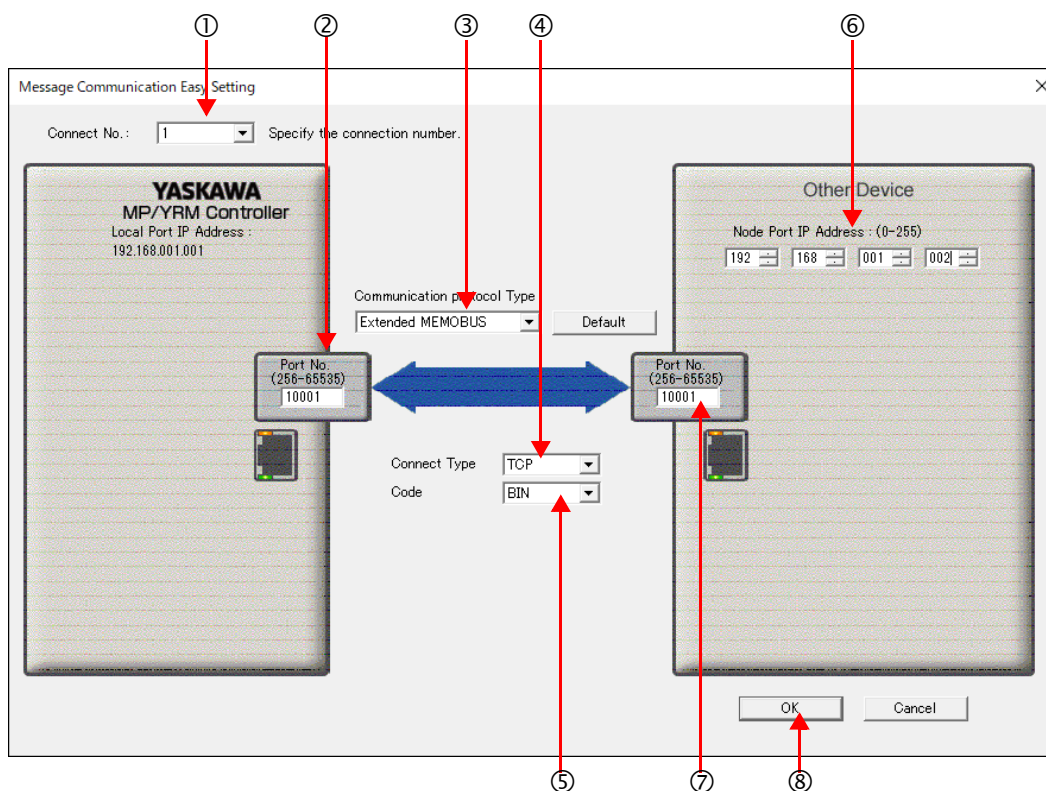 ① ② ③ ④ ⑥
Message Communication Easy Setting
Connect No.: 1 Specify the connection number.
YASKAWA
MP/YRM Controller
Local Port IP Address :
192.168.001.001
Other Device
Node Port IP Address : (0-255)
192 168 001 002
Communication protocol Type
Extended MEMOBUS Default
Port No.
(256-65535)
10001
Port No.
(256-65535)
10001
Connect Type TCP
Code BIN
OK Cancel
⑤ ⑦ ⑧